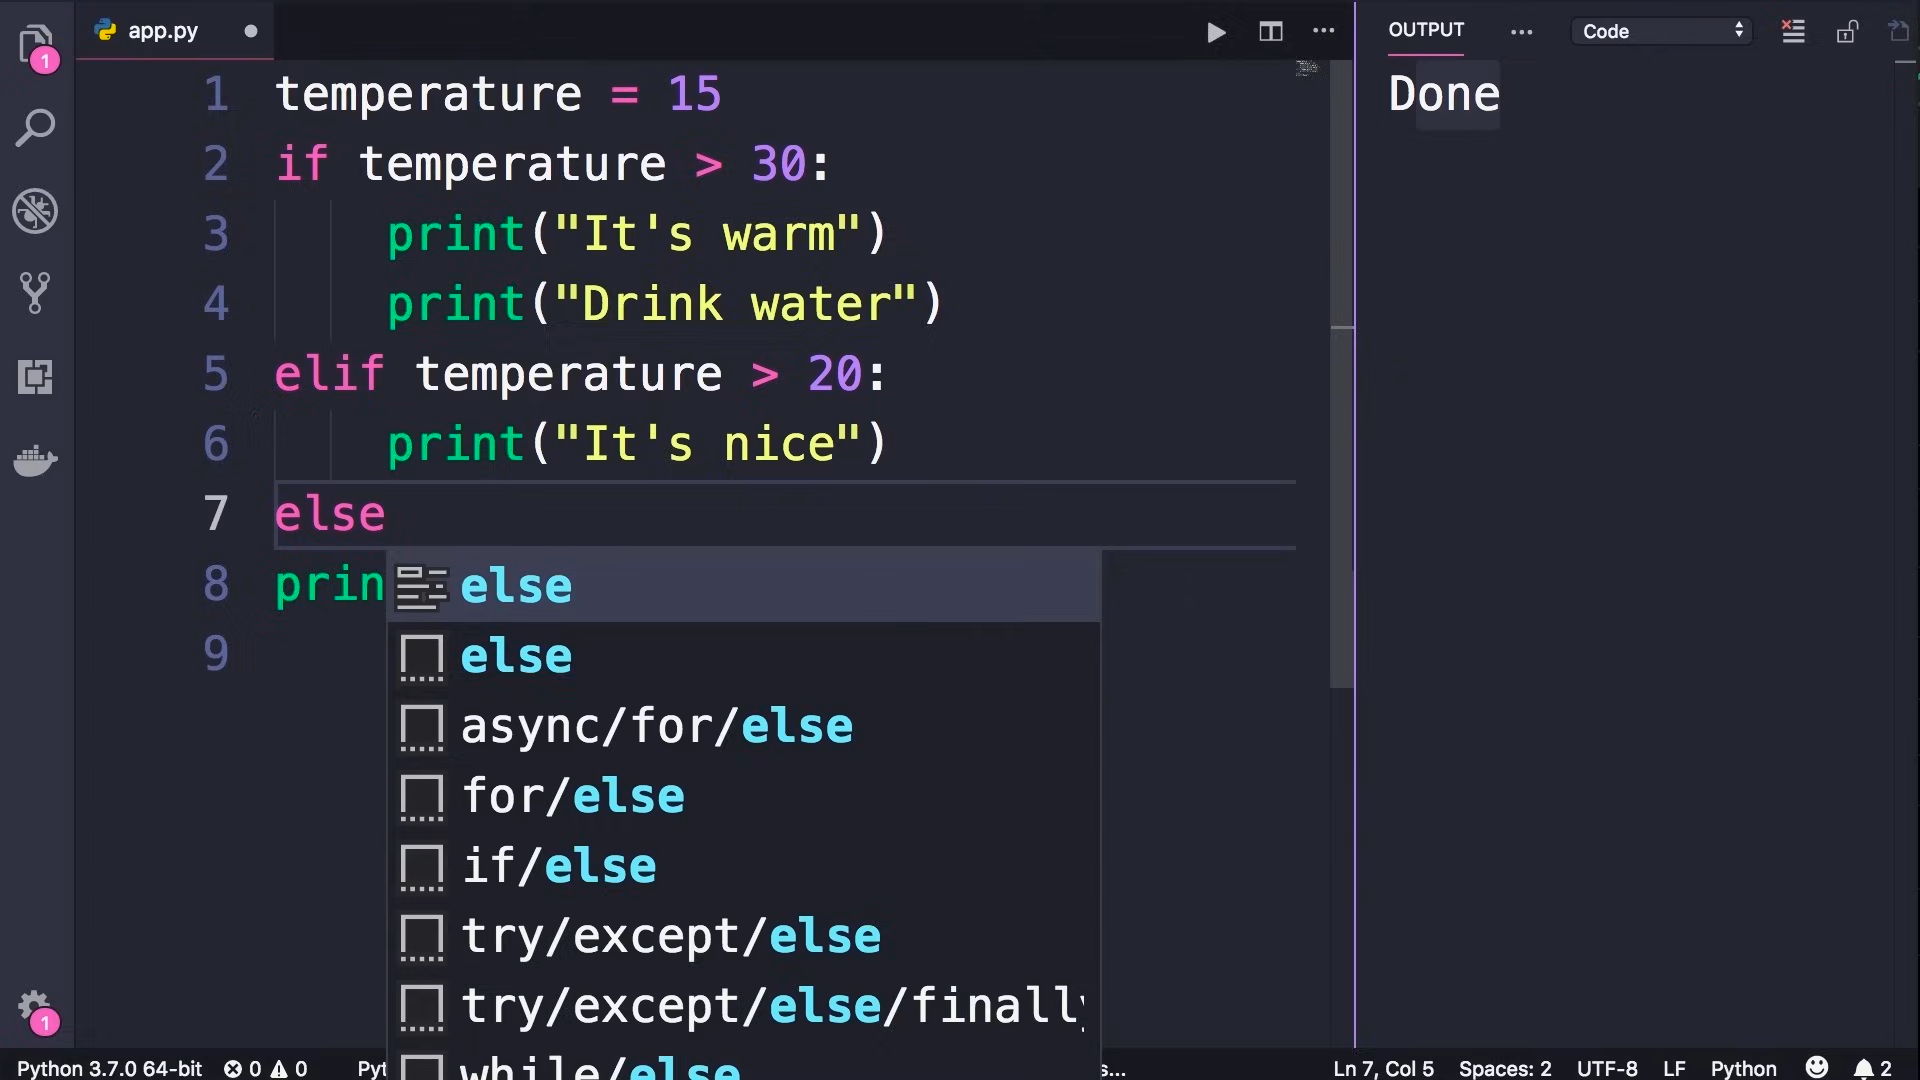 app.py
OUTPUT
Code
1 temperature = 15
Done
2 if temperature > 30:
3 print("It's warm")
4 print("Drink water")
5 elif temperature > 20:
6 print("It's nice")
7 else
8 prin
9
else
else
async/for/else
for/else
if/else
try/except/else
try/except/else/finally
while/else
1
1
Python 3.7.0 64-bit 0 0 Pyt
s... Ln 7, Col 5 Spaces: 2 UTF-8 LF Python 2